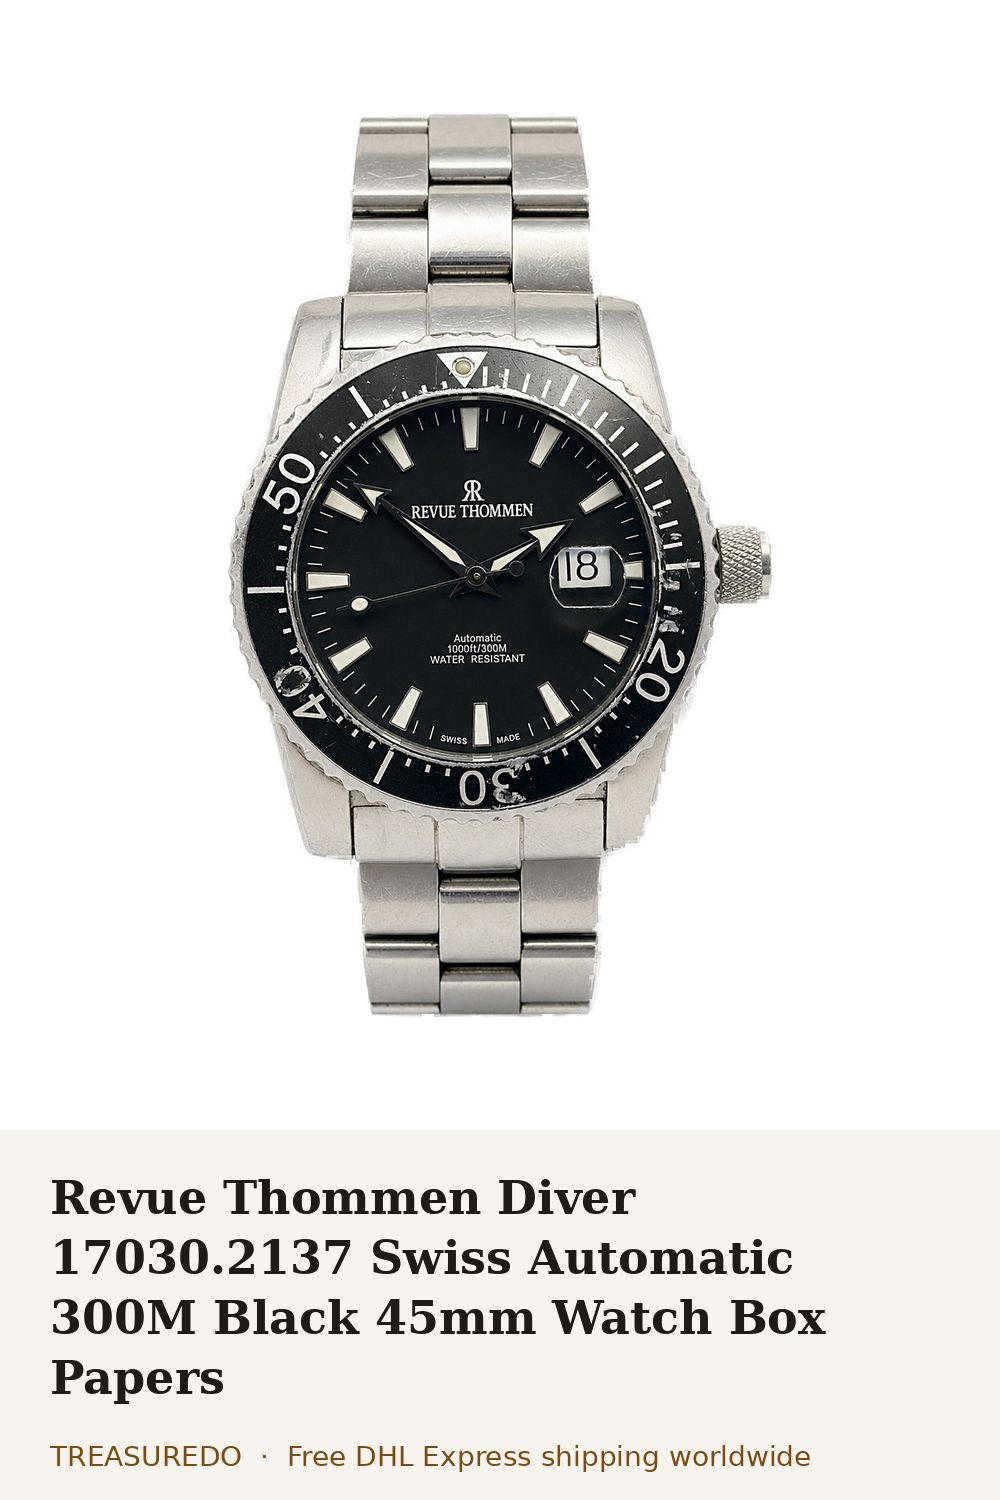 50
REVUE THOMMEN
18
Automatic
1000ft/300M
WATER RESISTANT
20
40
SWISS MADE
30
Revue Thommen Diver
17030.2137 Swiss Automatic
300M Black 45mm Watch Box
Papers
TREASUREDO · Free DHL Express shipping worldwide